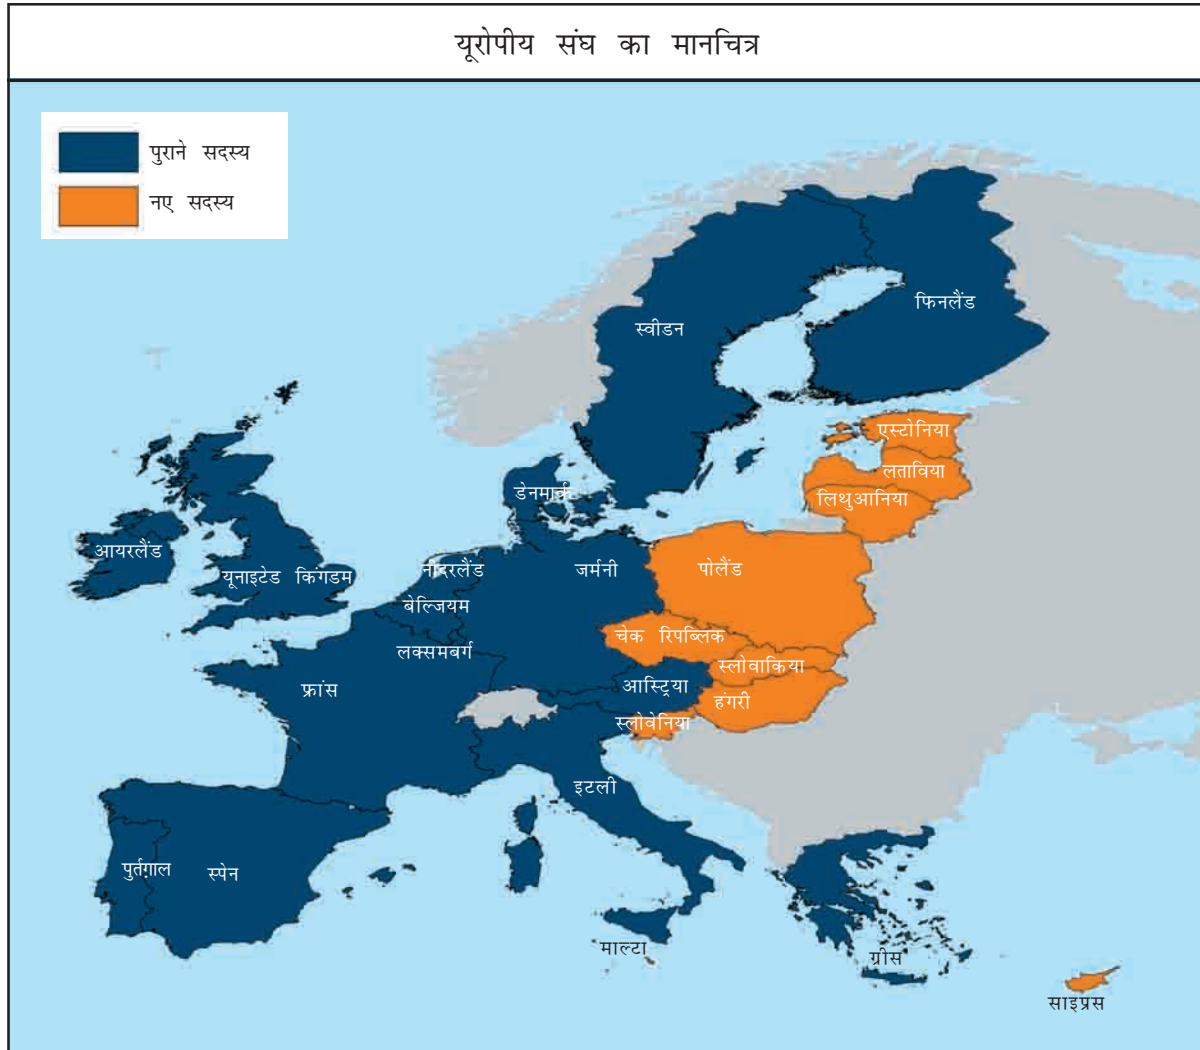 यूरोपीय संघ का मानचित्र
पुराने सदस्य
नए सदस्य
फिनलैंड
स्वीडन
एस्टोनिया
लताविया
लिथुआनिया
डेनमार्क
आयरलैंड
यूनाइटेड किंगडम
नीदरलैंड
जर्मनी
पोलैंड
बेल्जियम
चेक रिपब्लिक
लक्समबर्ग
स्लोवाकिया
फ्रांस
आस्ट्रिया
हंगरी
स्लोवेनिया
इटली
पुर्तगाल
स्पेन
माल्टा
ग्रीस
साइप्रस